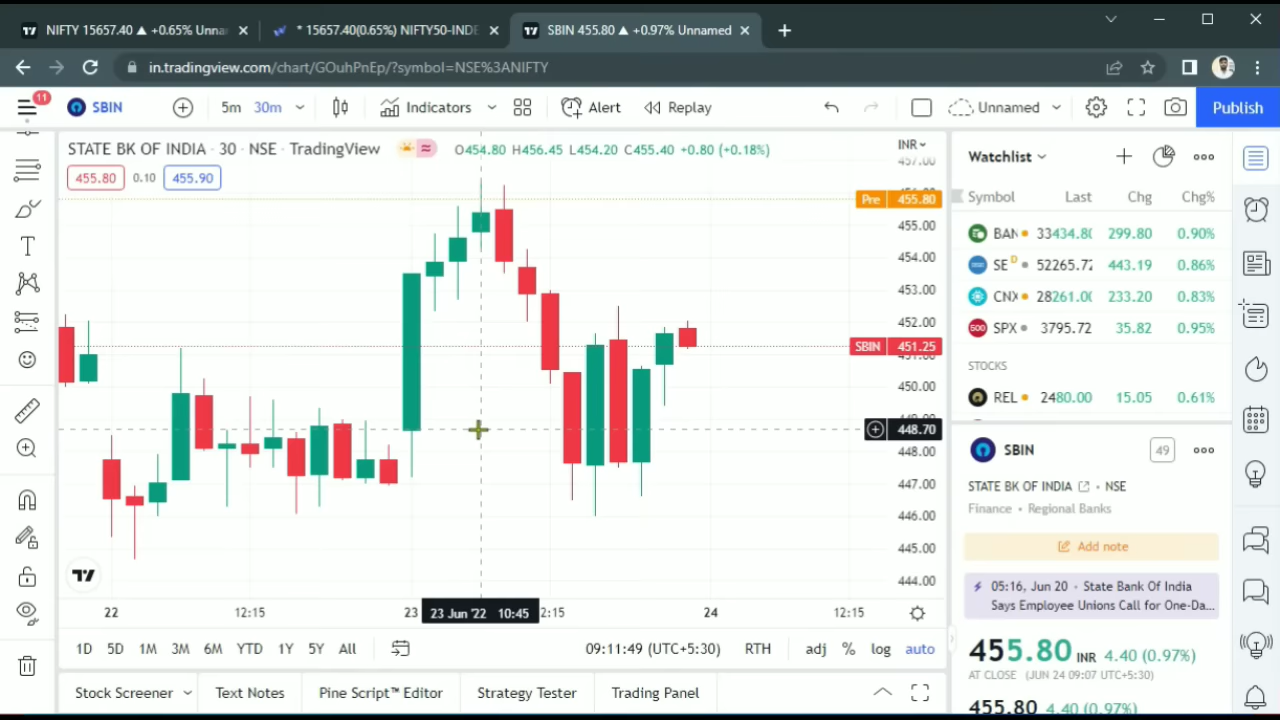 NIFTY 15657.40 ▲ +0.65% Unna
* 15657.40(0.65%) NIFTY50-INDE
SBIN 455.80 ▲ +0.97% Unnamed
in.tradingview.com/chart/GOuhPnEp/?symbol=NSE%3ANIFTY
11
SBIN
5m
30m
Indicators
Alert
Replay
Unnamed
Publish
STATE BK OF INDIA · 30 · NSE · TradingView
O454.80 H456.45 L454.20 C455.40 +0.80 (+0.18%)
INR
455.80
0.10
455.90
457.00
Pre 455.80
455.00
454.00
453.00
452.00
SBIN 451.25
450.00
448.70
448.00
447.00
446.00
445.00
444.00
22
12:15
23
23 Jun '22 10:45
2:15
24
12:15
1D
5D
1M
3M
6M
YTD
1Y
5Y
All
09:11:49 (UTC+5:30)
RTH
adj
%
log
auto
Stock Screener
Text Notes
Pine Script™ Editor
Strategy Tester
Trading Panel
Watchlist
Symbol Last Chg Chg%
BAN 33434.80 299.80 0.90%
SE D 52265.72 443.19 0.86%
CNX 28261.00 233.20 0.83%
500 SPX 3795.72 35.82 0.95%
STOCKS
REL 2480.00 15.05 0.61%
SBIN
49
STATE BK OF INDIA · NSE
Finance · Regional Banks
Add note
05:16, Jun 20 · State Bank Of India
Says Employee Unions Call for One-Da...
455.80 INR 4.40 (0.97%)
AT CLOSE (JUN 24 09:07 UTC+5:30)
455.80 4.40 (0.97%)